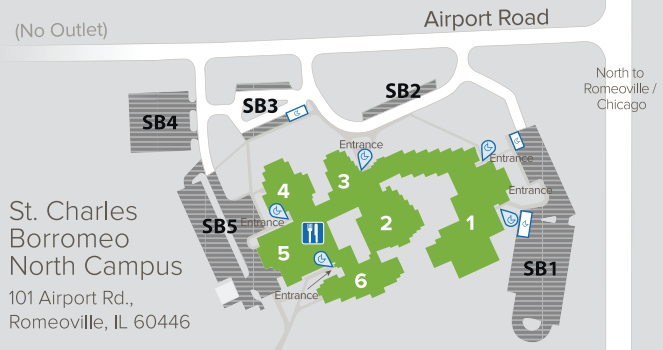 (No Outlet)
Airport Road
North to
Romeoville /
Chicago
SB4
SB3
SB2
Entrance
Entrance
Entrance
4
3
2
1
SB5
Entrance
5
6
Entrance
SB1
St. Charles
Borromeo
North Campus
101 Airport Rd.,
Romeoville, IL 60446